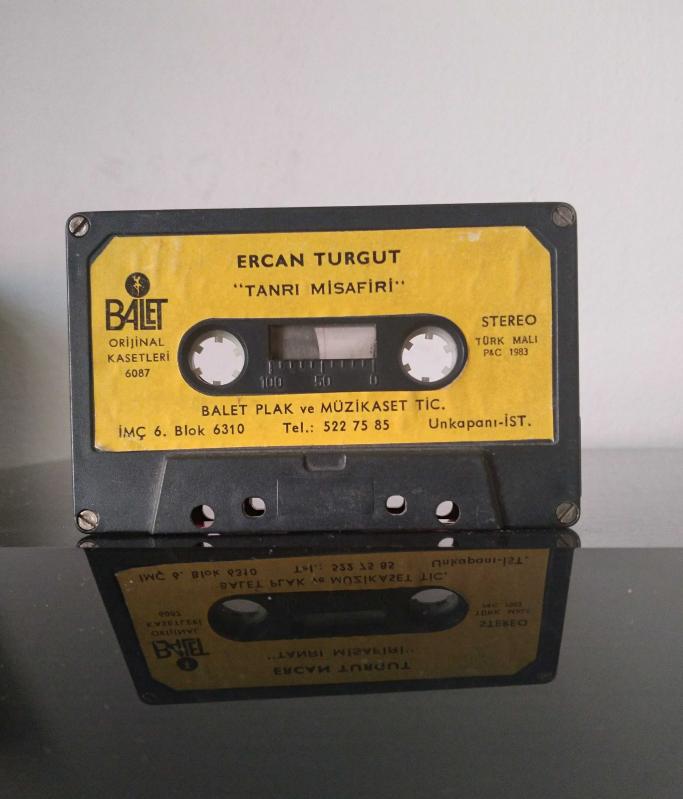 ERCAN TURGUT
"TANRI MİSAFİRİ"
BALET
ORİJİNAL
KASETLERİ
6087
STEREO
TÜRK MALI
P&C 1983
100 50 0
BALET PLAK ve MÜZİKASET TİC.
İMÇ 6. Blok 6310 Tel.: 522 75 85 Unkapanı-İST.